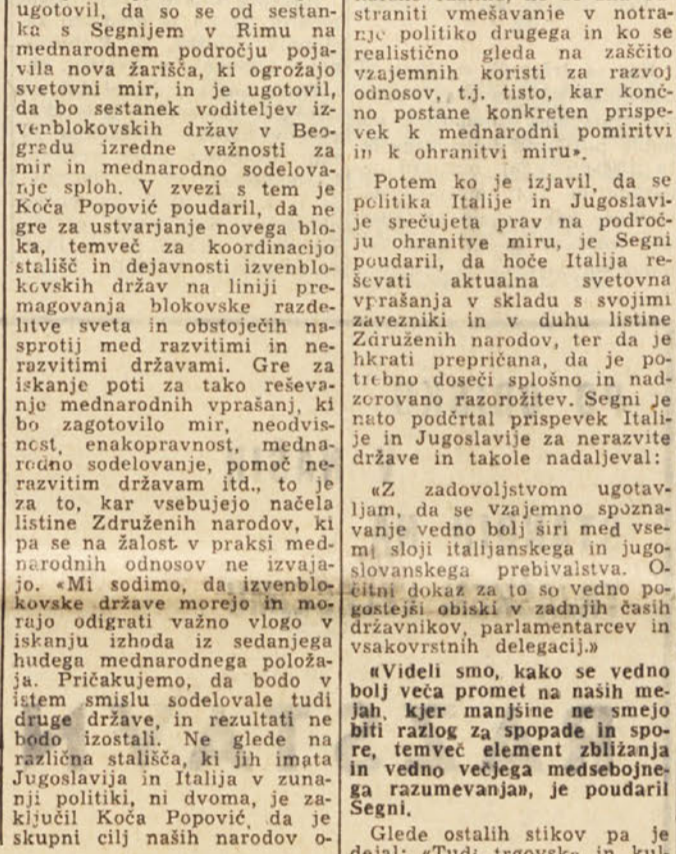 ugotovil, da so se od sestan-
ka s Segnijem v Rimu na
mednarodnem področju poja-
vila nova žarišča, ki ogrožajo
svetovni mir, in je ugotovil,
da bo sestanek voditeljev iz-
venblokovskih držav v Beo-
gradu izredne važnosti za
mir in mednarodno sodelova-
nje sploh. V zvezi s tem je
Koča Popović poudaril, da ne
gre za ustvarjanje novega blo-
ka, temveč za koordinacijo
stališč in dejavnosti izvenblo-
kovskih držav na liniji pre-
magovanja blokovske razde-
litve sveta in obstoječih na-
sprotij med razvitimi in ne-
razvitimi državami. Gre za
iskanje poti za tako reševa-
nje mednarodnih vprašanj, ki
bo zagotovilo mir, neodvis-
nost, enakopravnost, medna-
rodno sodelovanje, pomoč ne-
razvitim državam itd., to je
za to, kar vsebujejo načela
listine Združenih narodov, ki
pa se na žalost v praksi med-
narodnih odnosov ne izvaja-
jo. «Mi sodimo, da izvenblo-
kovske države morejo in mo-
rajo odigrati važno vlogo v
iskanju izhoda iz sedanjega
hudega mednarodnega položa-
ja. Pričakujemo, da bodo v
istem smislu sodelovale tudi
druge države, in rezultati ne
bodo izostali. Ne glede na
različna stališča, ki jih imata
Jugoslavija in Italija v zuna-
nji politiki, ni dvoma, je za-
ključil Koča Popović, da je
skupni cilj naših narodov o-
straniti vmešavanje v notra-
nje politiko drugega in ko se
realistično gleda na zaščito
vzajemnih koristi za razvoj
odnosov, t.j. tisto, kar konč-
no postane konkreten prispe-
vek k mednarodni pomiritvi
in k ohranitvi miru».
Potem ko je izjavil, da se
politika Italije in Jugoslavi-
je srečujeta prav na področ-
ju ohranitve miru, je Segni
poudaril, da hoče Italija re-
ševati aktualna svetovna
vprašanja v skladu s svojimi
zavezniki in v duhu listine
Združenih narodov, ter da je
hkrati prepričana, da je po-
trebno doseči splošno in nad-
zorovano razorožitev. Segni je
nato podčrtal prispevek Itali-
je in Jugoslavije za nerazvite
države in takole nadaljeval:
«Z zadovoljstvom ugotav-
ljam, da se vzajemno spozna-
vanje vedno bolj širi med vse-
mi sloji italijanskega in jugo-
slovanskega prebivalstva. O-
čitni dokaz za to so vedno po-
gostejši obiski v zadnjih časih
državnikov, parlamentarcev in
vsakovrstnih delegacij.»
«Videli smo, kako se vedno
bolj veča promet na naših me-
jah, kjer manjšine ne smejo
biti razlog za spopade in spo-
re, temveč element zbližanja
in vedno večjega medsebojne-
ga razumevanja», je poudaril
Segni.
Glede ostalih stikov pa je
dejal: «Tudi trgovske in kul-